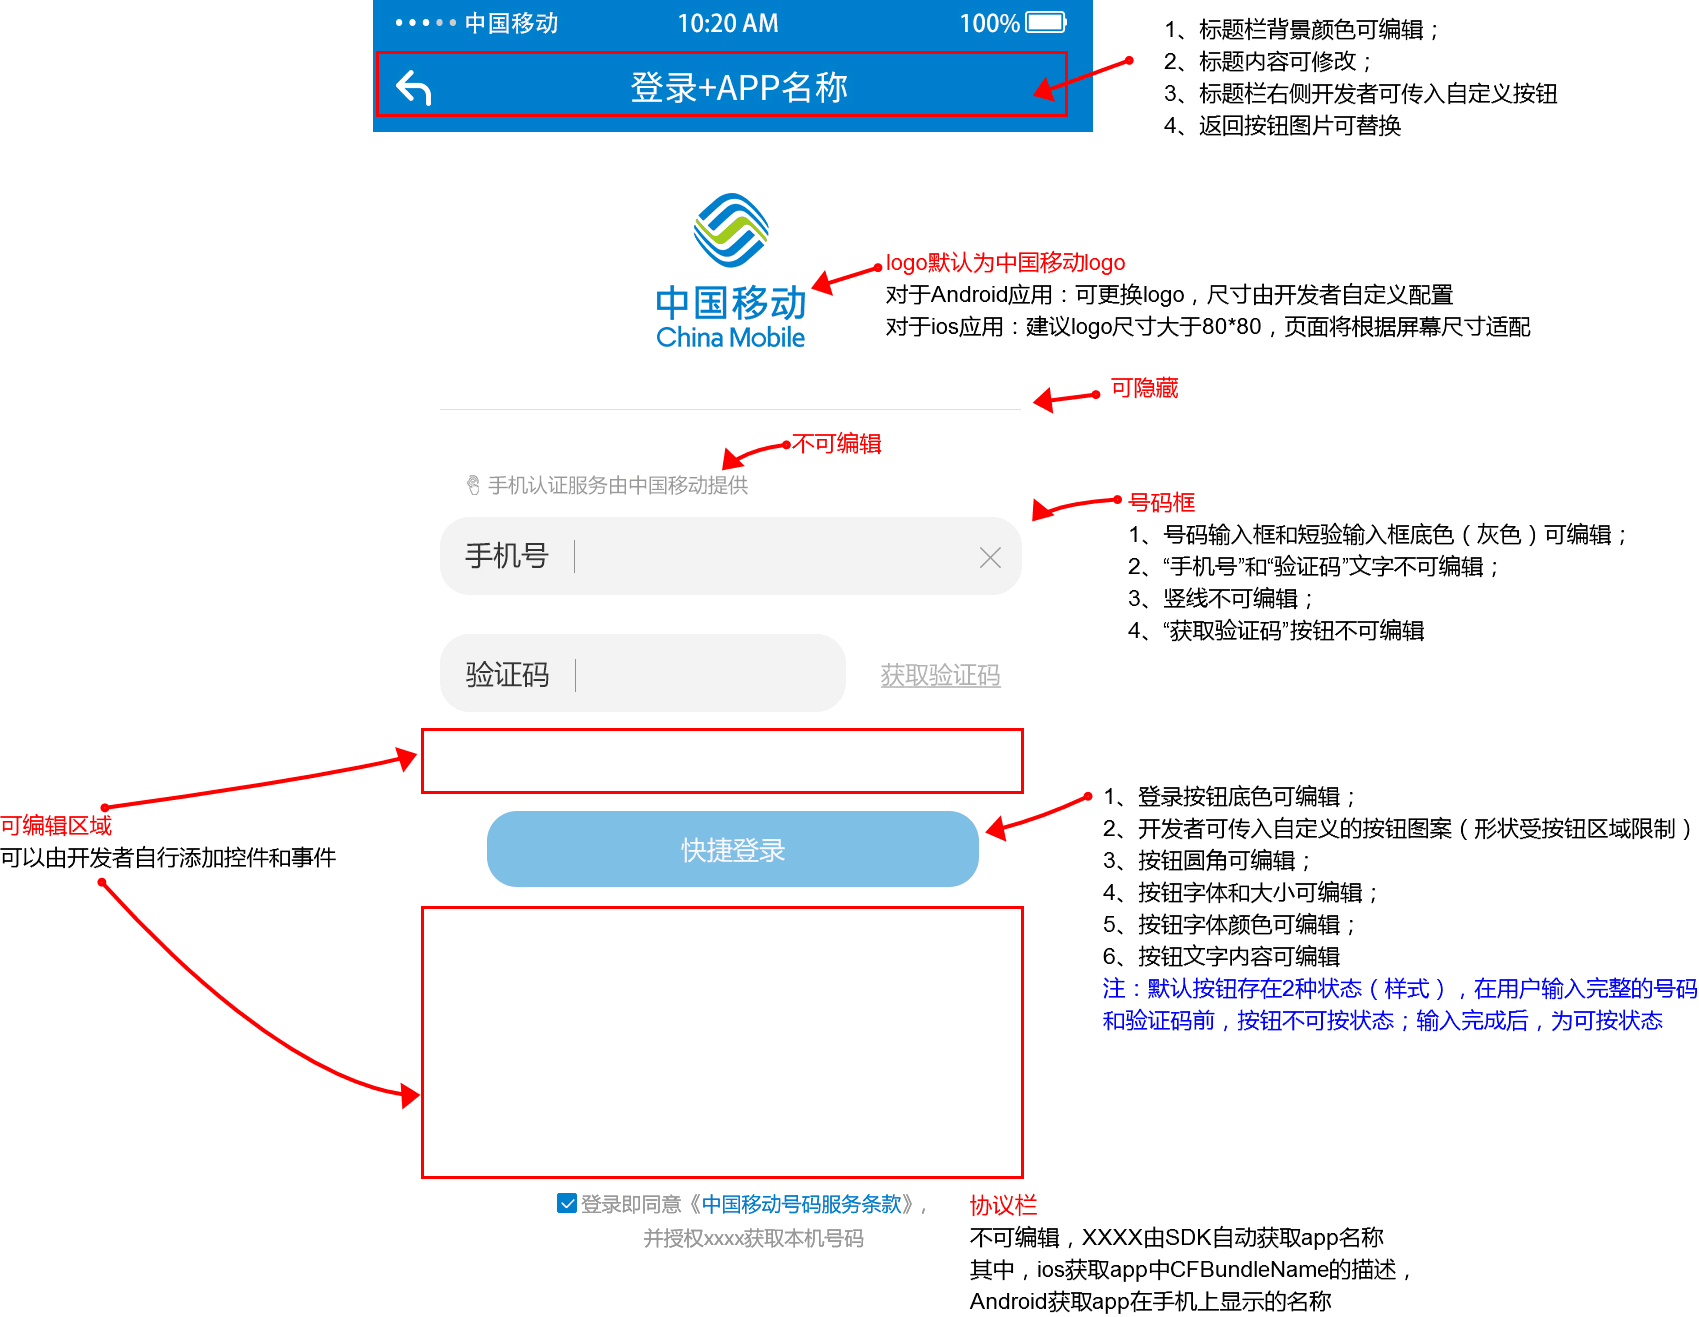 中国移动
10:20 AM
100%
登录+APP名称
1、标题栏背景颜色可编辑；
2、标题内容可修改；
3、标题栏右侧开发者可传入自定义按钮
4、返回按钮图片可替换
中国移动
China Mobile
logo默认为中国移动logo
对于Android应用：可更换logo，尺寸由开发者自定义配置
对于ios应用：建议logo尺寸大于80*80，页面将根据屏幕尺寸适配
可隐藏
不可编辑
手机认证服务由中国移动提供
手机号
号码框
1、号码输入框和短验输入框底色（灰色）可编辑；
2、“手机号”和“验证码”文字不可编辑；
3、竖线不可编辑；
4、“获取验证码”按钮不可编辑
验证码
获取验证码
可编辑区域
可以由开发者自行添加控件和事件
快捷登录
1、登录按钮底色可编辑；
2、开发者可传入自定义的按钮图案（形状受按钮区域限制）
3、按钮圆角可编辑；
4、按钮字体和大小可编辑；
5、按钮字体颜色可编辑；
6、按钮文字内容可编辑
注：默认按钮存在2种状态（样式），在用户输入完整的号码
和验证码前，按钮不可按状态；输入完成后，为可按状态
登录即同意《中国移动号码服务条款》,
并授权xxxx获取本机号码
协议栏
不可编辑，XXXX由SDK自动获取app名称
其中，ios获取app中CFBundleName的描述，
Android获取app在手机上显示的名称